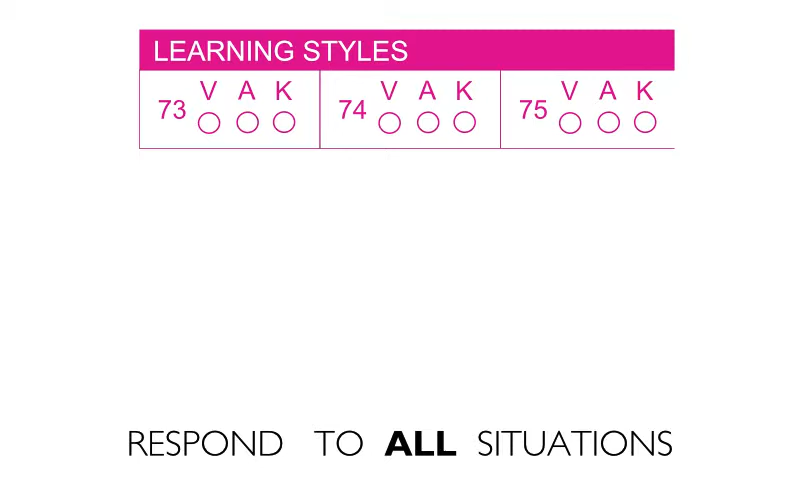 LEARNING STYLES
V A K V A K V A K
73 74 75
RESPOND TO ALL SITUATIONS